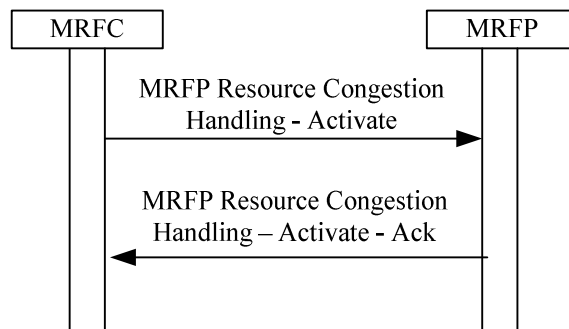 MRFC
MRFP
MRFP Resource Congestion
Handling - Activate
MRFP Resource Congestion
Handling – Activate - Ack